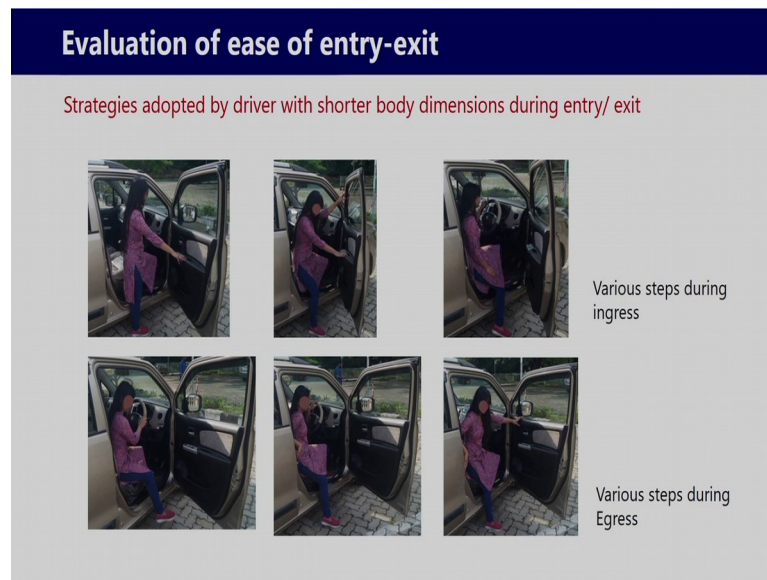 Evaluation of ease of entry-exit
Strategies adopted by driver with shorter body dimensions during entry/ exit
Various steps during
ingress
Various steps during
Egress